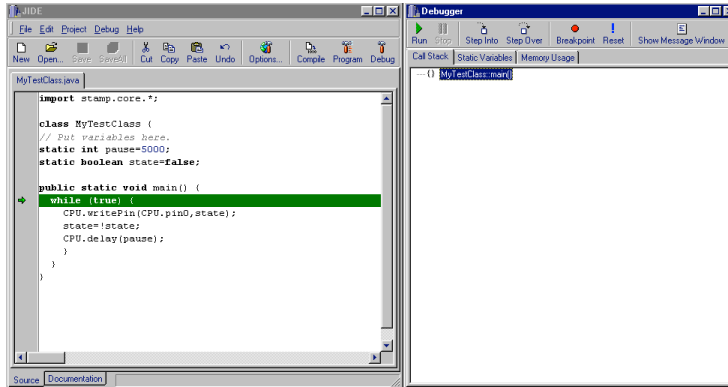 JIDE
File Edit Project Debug Help
New Open... Save SaveAll Cut Copy Paste Undo Options... Compile Program Debug
MyTestClass.java
import stamp.core.*;
class MyTestClass {
// Put variables here.
static int pause=5000;
static boolean state=false;
public static void main() {
while (true) {
CPU.writePin(CPU.pin0,state);
state=!state;
CPU.delay(pause);
}
}
}
Source Documentation
Debugger
Run Stop Step Into Step Over Breakpoint Reset Show Message Window
Call Stack Static Variables Memory Usage
{} MyTestClass::main()